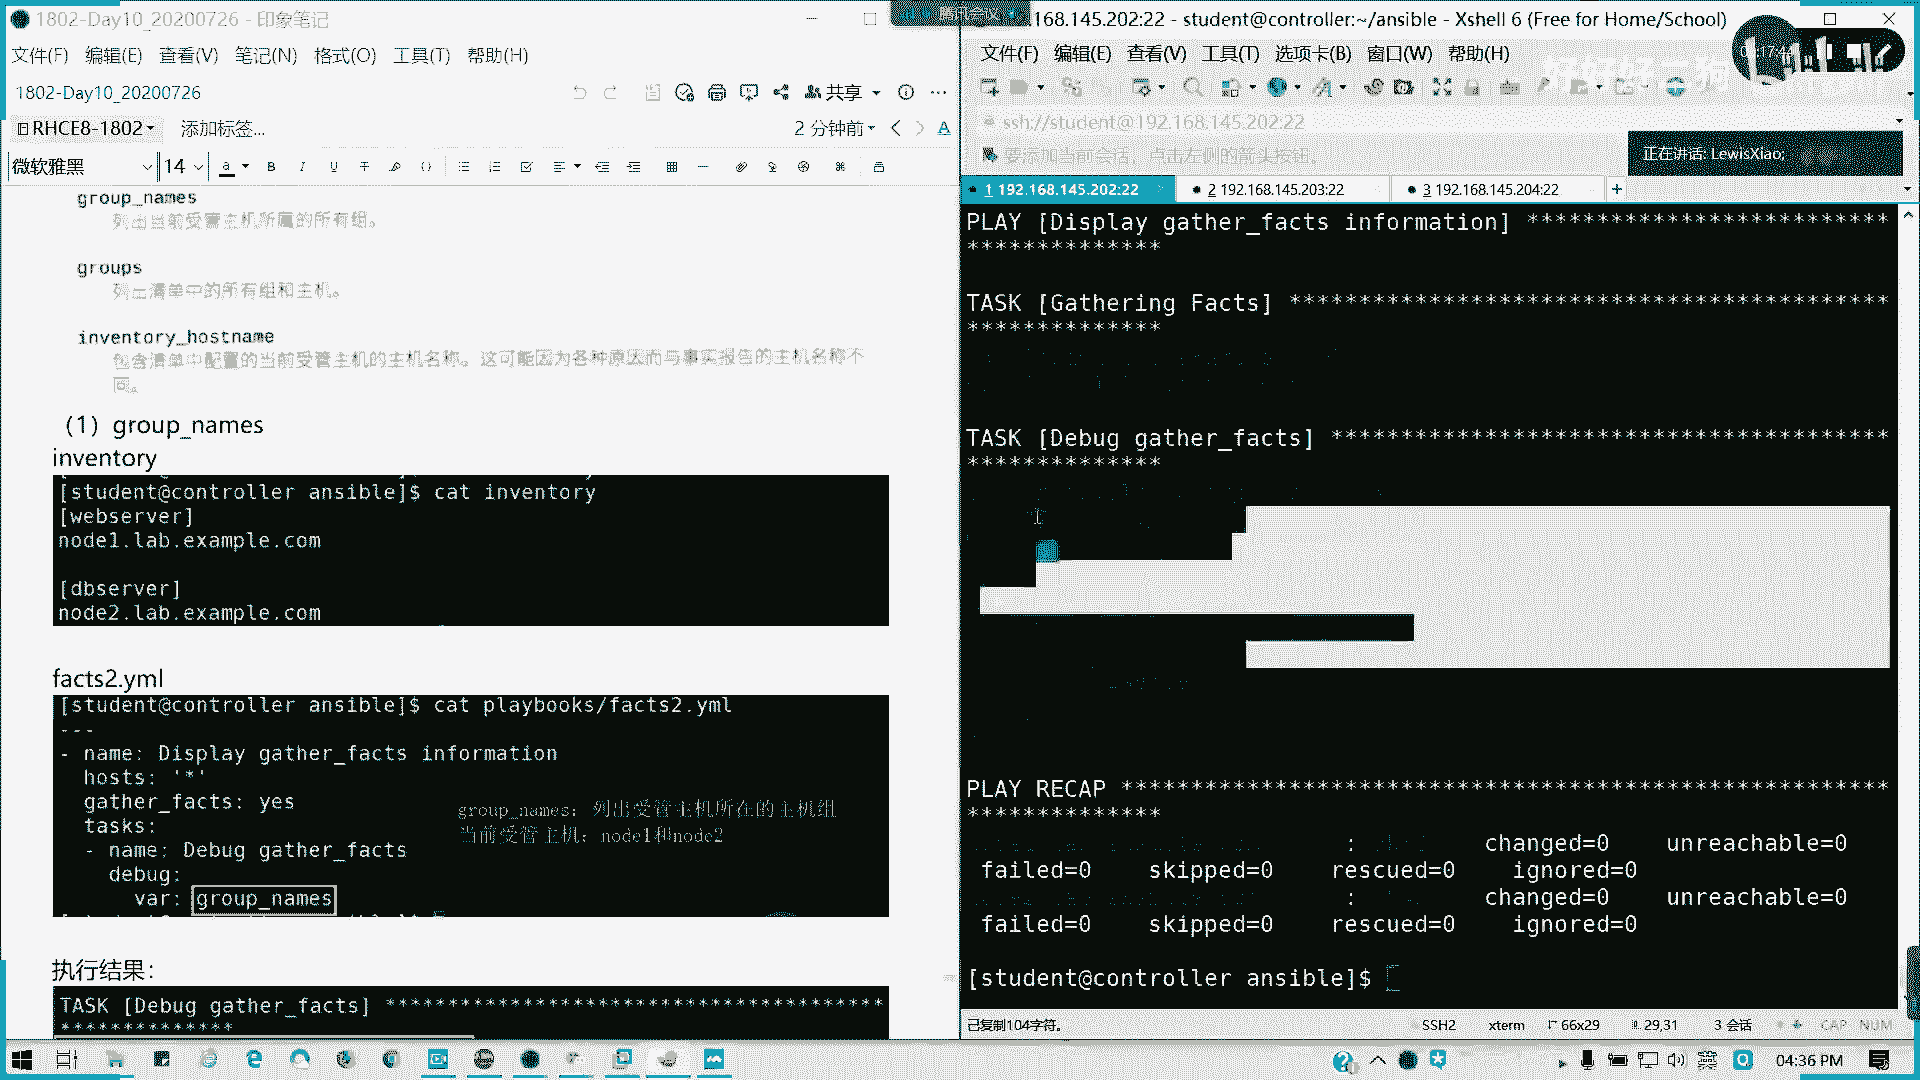 1802-Day10_20200726 - 印象笔记
文件(F) 编辑(E) 查看(V) 笔记(N) 格式(O) 工具(T) 帮助(H)
1802-Day10_20200726
共享
RHCE8-1802
添加标签...
2 分钟前
微软雅黑
14
group_names
列出当前受管主机所属的所有组。
groups
列出清单中的所有组和主机。
inventory_hostname
包含清单中配置的当前受管主机的主机名称。这可能因为各种原因而与事实报告的主机名称不
同。
（1）group_names
inventory
[student@controller ansible]$ cat inventory
[webserver]
node1.lab.example.com
[dbserver]
node2.lab.example.com
facts2.yml
[student@controller ansible]$ cat playbooks/facts2.yml
---
- name: Display gather_facts information
hosts: '*'
gather_facts: yes
tasks:
- name: Debug gather_facts
debug:
var: group_names
group_names：列出受管主机所在的主机组
当前受管主机：node1和node2
执行结果：
TASK [Debug gather_facts] ****************************************
**************
腾讯会议
168.145.202:22 - student@controller:~/ansible - Xshell 6 (Free for Home/School)
文件(F) 编辑(E) 查看(V) 工具(T) 选项卡(B) 窗口(W) 帮助(H)
ssh://student@192.168.145.202:22
要添加当前会话，点击左侧的箭头按钮。
正在讲话: LewisXiao;
1 192.168.145.202:22
2 192.168.145.203:22
3 192.168.145.204:22
PLAY [Display gather_facts information] **************************
**************
TASK [Gathering Facts] *******************************************
**************
TASK [Debug gather_facts] ****************************************
**************
PLAY RECAP *******************************************************
**************
: changed=0 unreachable=0
failed=0 skipped=0 rescued=0 ignored=0
: changed=0 unreachable=0
failed=0 skipped=0 rescued=0 ignored=0
[student@controller ansible]$
已复制104字符。
SSH2
xterm
66x29
29,31
3 会话
CAP NUM
英
04:36 PM